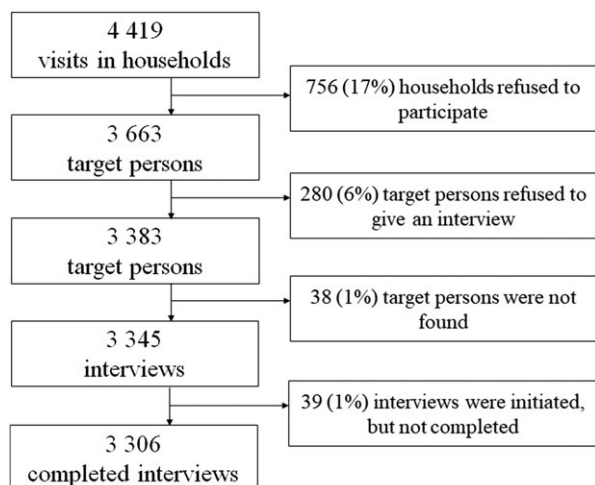 4 419
visits in households
756 (17%) households refused to
participate
3 663
target persons
280 (6%) target persons refused to
give an interview
3 383
target persons
38 (1%) target persons were not
found
3 345
interviews
39 (1%) interviews were initiated,
but not completed
3 306
completed interviews